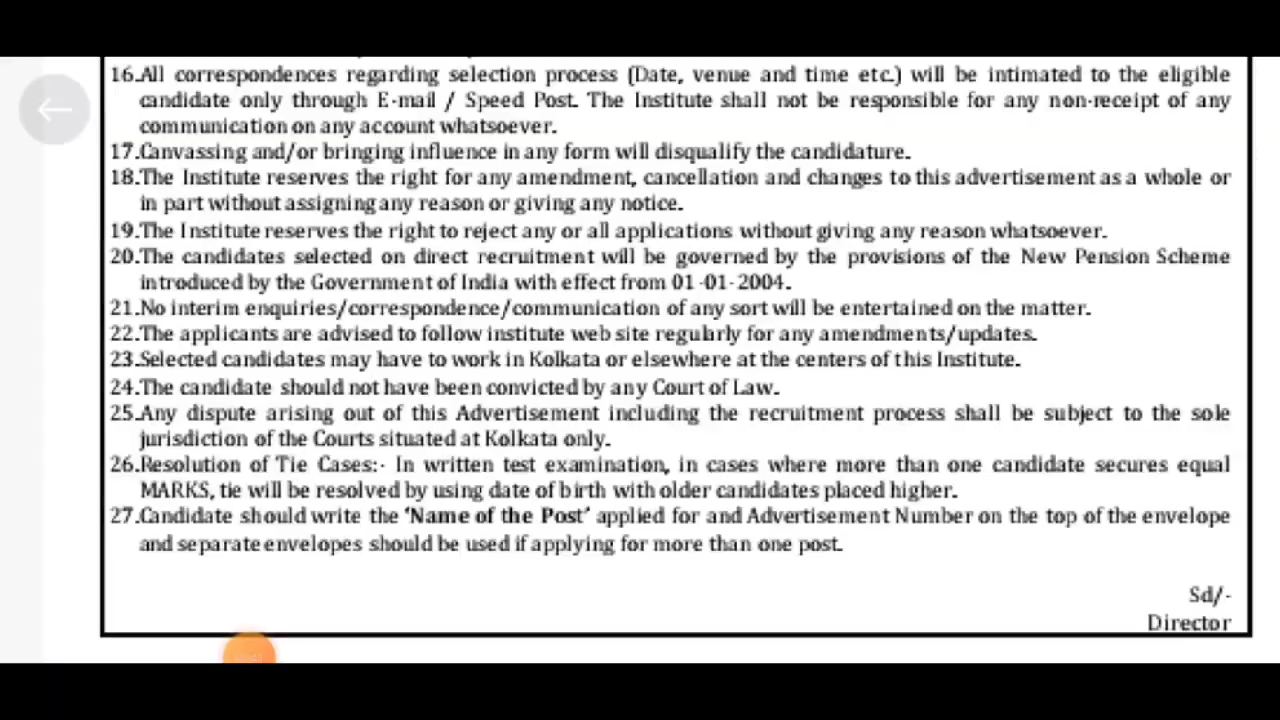 16.All correspondences regarding selection process (Date, venue and time etc.) will be intimated to the eligible
candidate only through E-mail / Speed Post. The Institute shall not be responsible for any non-receipt of any
communication on any account whatsoever.
17.Canvassing and/or bringing influence in any form will disqualify the candidature.
18.The Institute reserves the right for any amendment, cancellation and changes to this advertisement as a whole or
in part without assigning any reason or giving any notice.
19.The Institute reserves the right to reject any or all applications without giving any reason whatsoever.
20.The candidates selected on direct recruitment will be governed by the provisions of the New Pension Scheme
introduced by the Government of India with effect from 01-01-2004.
21.No interim enquiries/correspondence/communication of any sort will be entertained on the matter.
22.The applicants are advised to follow institute web site regularly for any amendments/updates.
23.Selected candidates may have to work in Kolkata or elsewhere at the centers of this Institute.
24.The candidate should not have been convicted by any Court of Law.
25.Any dispute arising out of this Advertisement including the recruitment process shall be subject to the sole
jurisdiction of the Courts situated at Kolkata only.
26.Resolution of Tie Cases:- In written test examination, in cases where more than one candidate secures equal
MARKS, tie will be resolved by using date of birth with older candidates placed higher.
27.Candidate should write the 'Name of the Post' applied for and Advertisement Number on the top of the envelope
and separate envelopes should be used if applying for more than one post.
Sd/-
Director